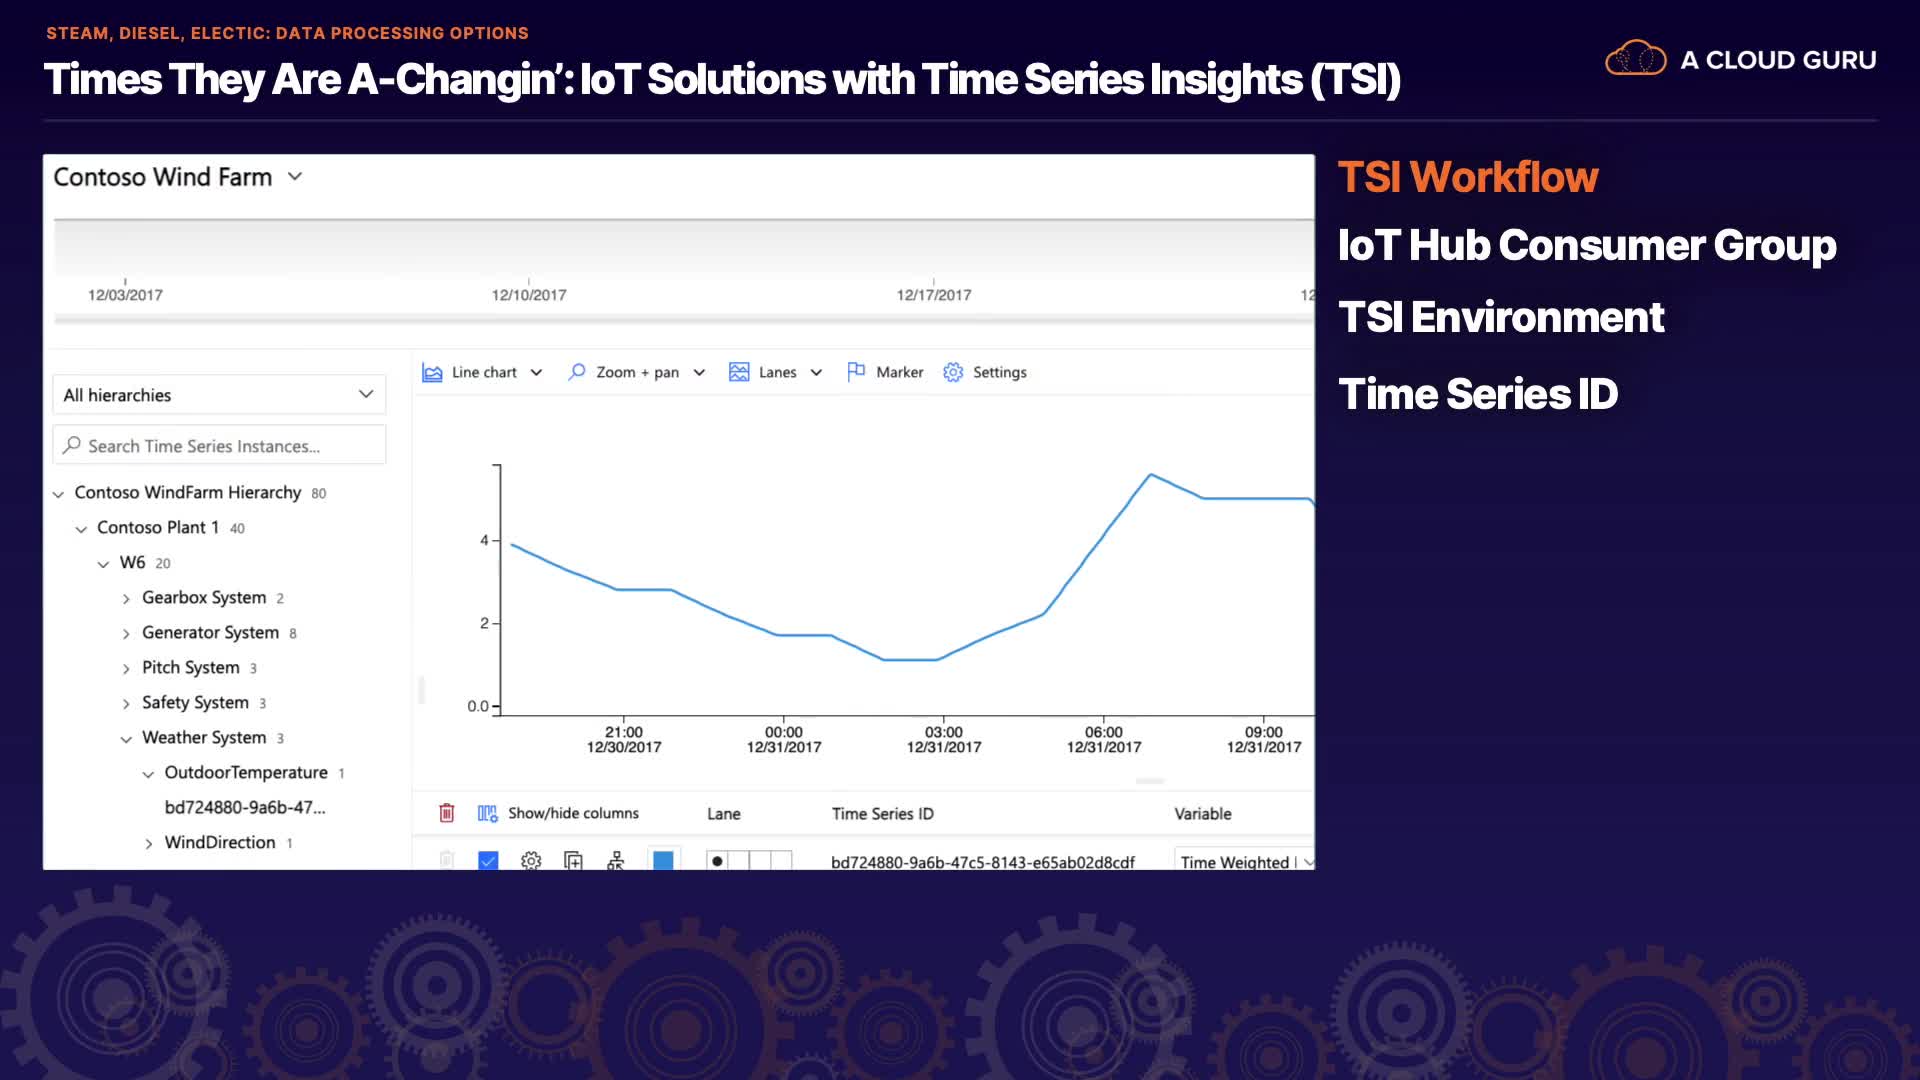 STEAM, DIESEL, ELECTIC: DATA PROCESSING OPTIONS
Times They Are A-Changin’: IoT Solutions with Time Series Insights (TSI)
A CLOUD GURU
Contoso Wind Farm
12/03/2017 12/10/2017 12/17/2017 12
All hierarchies
Search Time Series Instances...
Contoso WindFarm Hierarchy 80
Contoso Plant 1 40
W6 20
Gearbox System 2
Generator System 8
Pitch System 3
Safety System 3
Weather System 3
OutdoorTemperature 1
bd724880-9a6b-47...
WindDirection 1
Line chart Zoom + pan Lanes Marker Settings
4
2
0.0
21:00 00:00 03:00 06:00 09:00
12/30/2017 12/31/2017 12/31/2017 12/31/2017 12/31/2017
Show/hide columns Lane Time Series ID Variable
bd724880-9a6b-47c5-8143-e65ab02d8cdf Time Weighted
TSI Workflow
IoT Hub Consumer Group
TSI Environment
Time Series ID